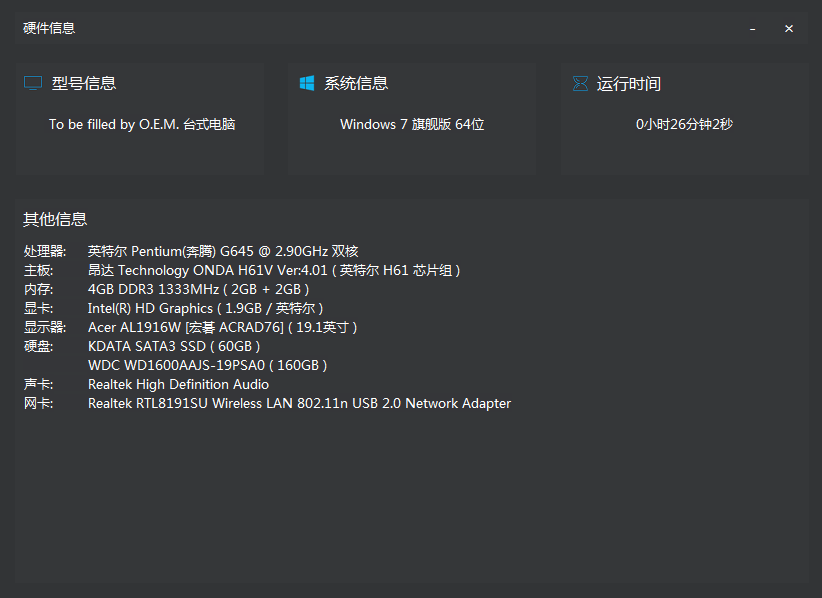 硬件信息
型号信息
To be filled by O.E.M. 台式电脑
系统信息
Windows 7 旗舰版 64位
运行时间
0小时26分钟2秒
其他信息
处理器: 英特尔 Pentium(奔腾) G645 @ 2.90GHz 双核
主板: 昂达 Technology ONDA H61V Ver:4.01 ( 英特尔 H61 芯片组 )
内存: 4GB DDR3 1333MHz ( 2GB + 2GB )
显卡: Intel(R) HD Graphics ( 1.9GB / 英特尔 )
显示器: Acer AL1916W [宏碁 ACRAD76] ( 19.1英寸 )
硬盘: KDATA SATA3 SSD ( 60GB )
WDC WD1600AAJS-19PSA0 ( 160GB )
声卡: Realtek High Definition Audio
网卡: Realtek RTL8191SU Wireless LAN 802.11n USB 2.0 Network Adapter